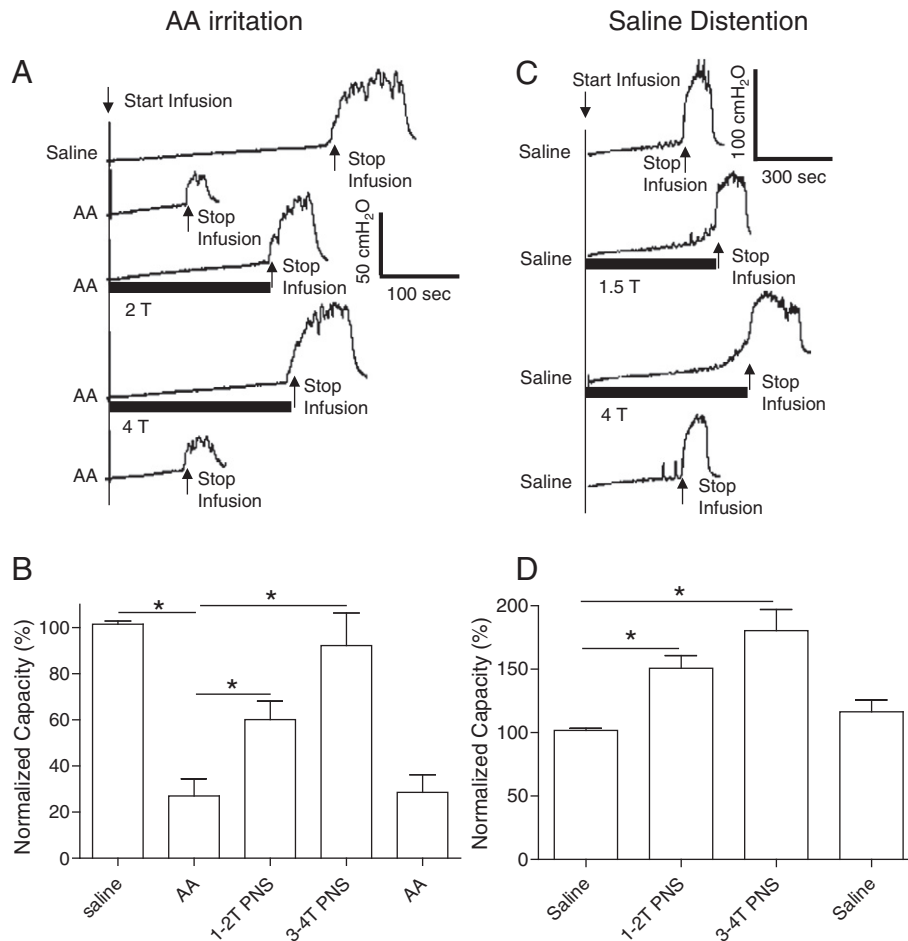 AA irritation
Saline Distention
A
Start Infusion
Saline
Stop
Infusion
AA
Stop
Infusion
50 cmH2O
100 sec
AA
Stop
Infusion
2 T
AA
Stop
Infusion
4 T
AA
Stop
Infusion
C
Start Infusion
100 cmH2O
300 sec
Saline
Stop
Infusion
Saline
Stop
Infusion
1.5 T
Saline
Stop
Infusion
4 T
Saline
Stop
Infusion
B
Normalized Capacity (%)
100
80
60
40
20
0
*
*
*
saline
AA
1-2T PNS
3-4T PNS
AA
D
Normalized Capacity (%)
200
150
100
50
0
*
*
Saline
1-2T PNS
3-4T PNS
Saline